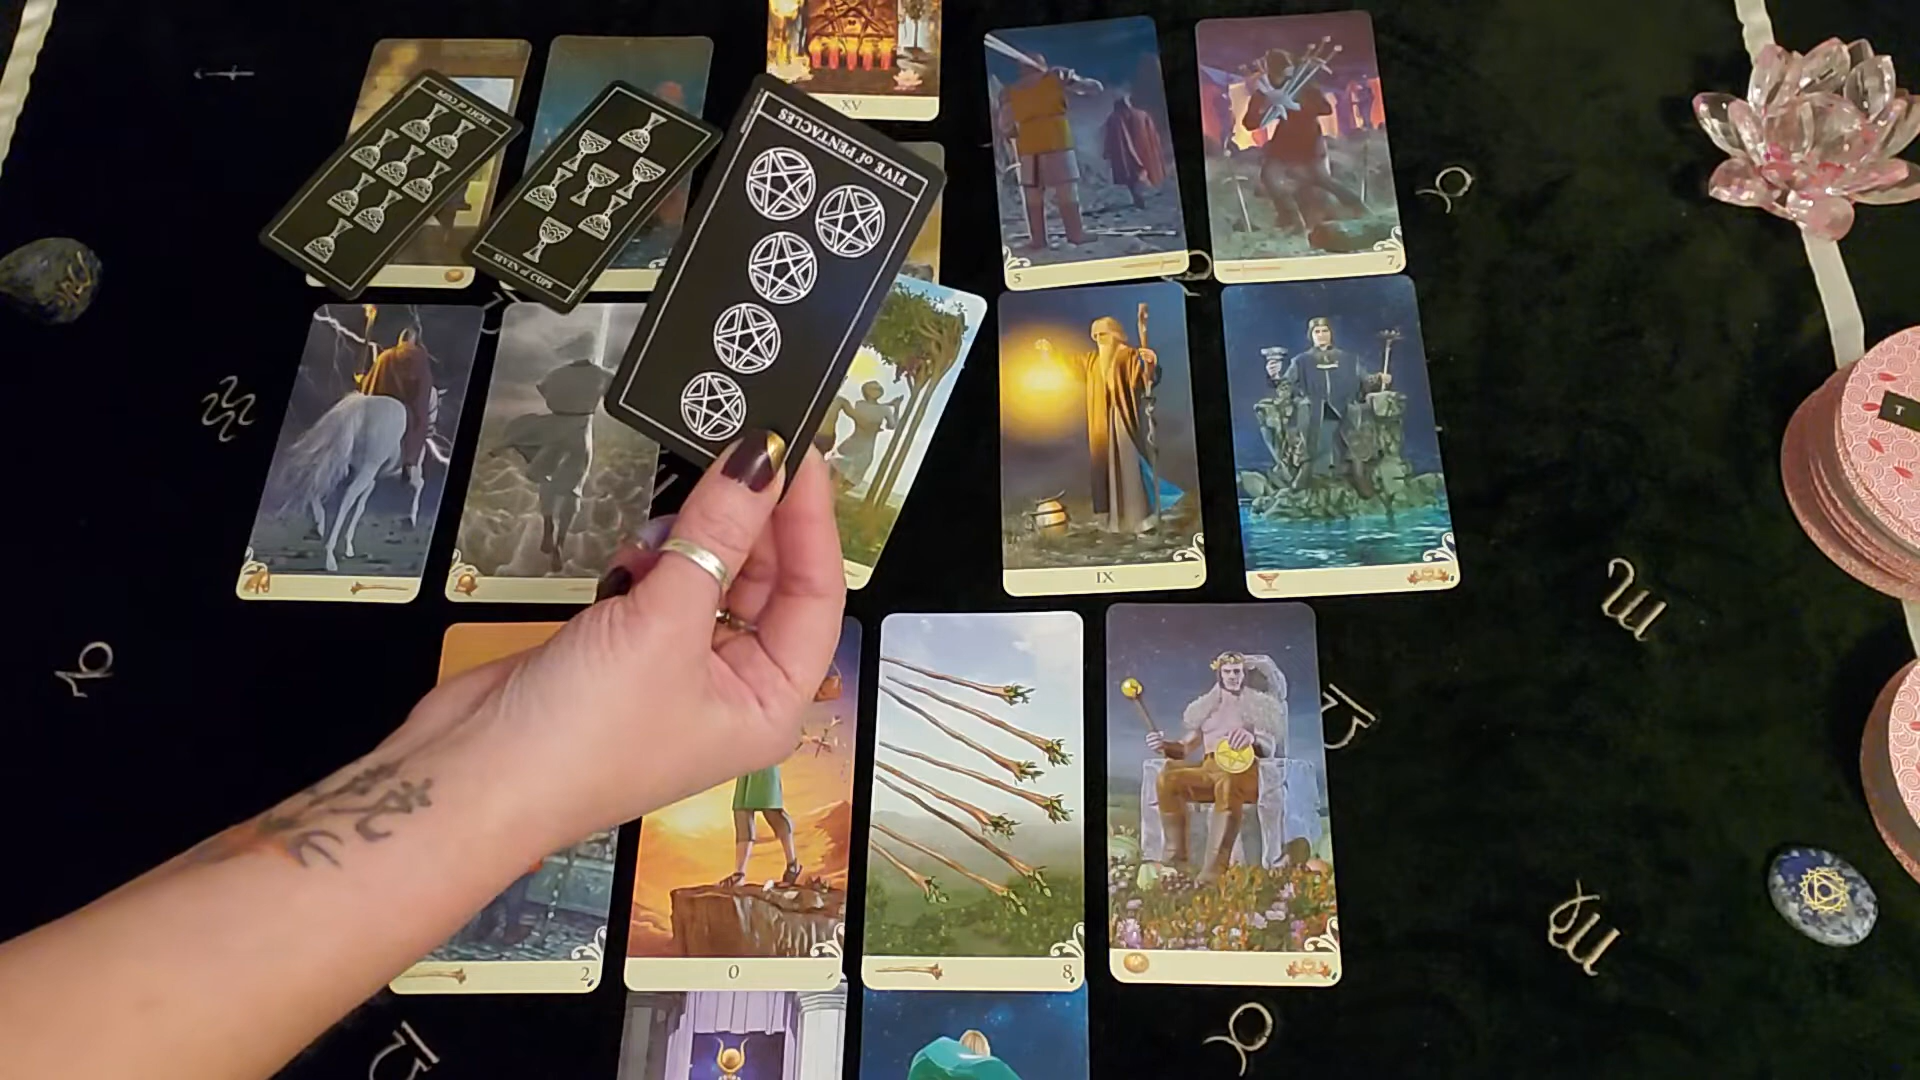 XV
EIGHT of CUPS
SEVEN of CUPS
FIVE of PENTACLES
5
7
IX
2
0
8
T